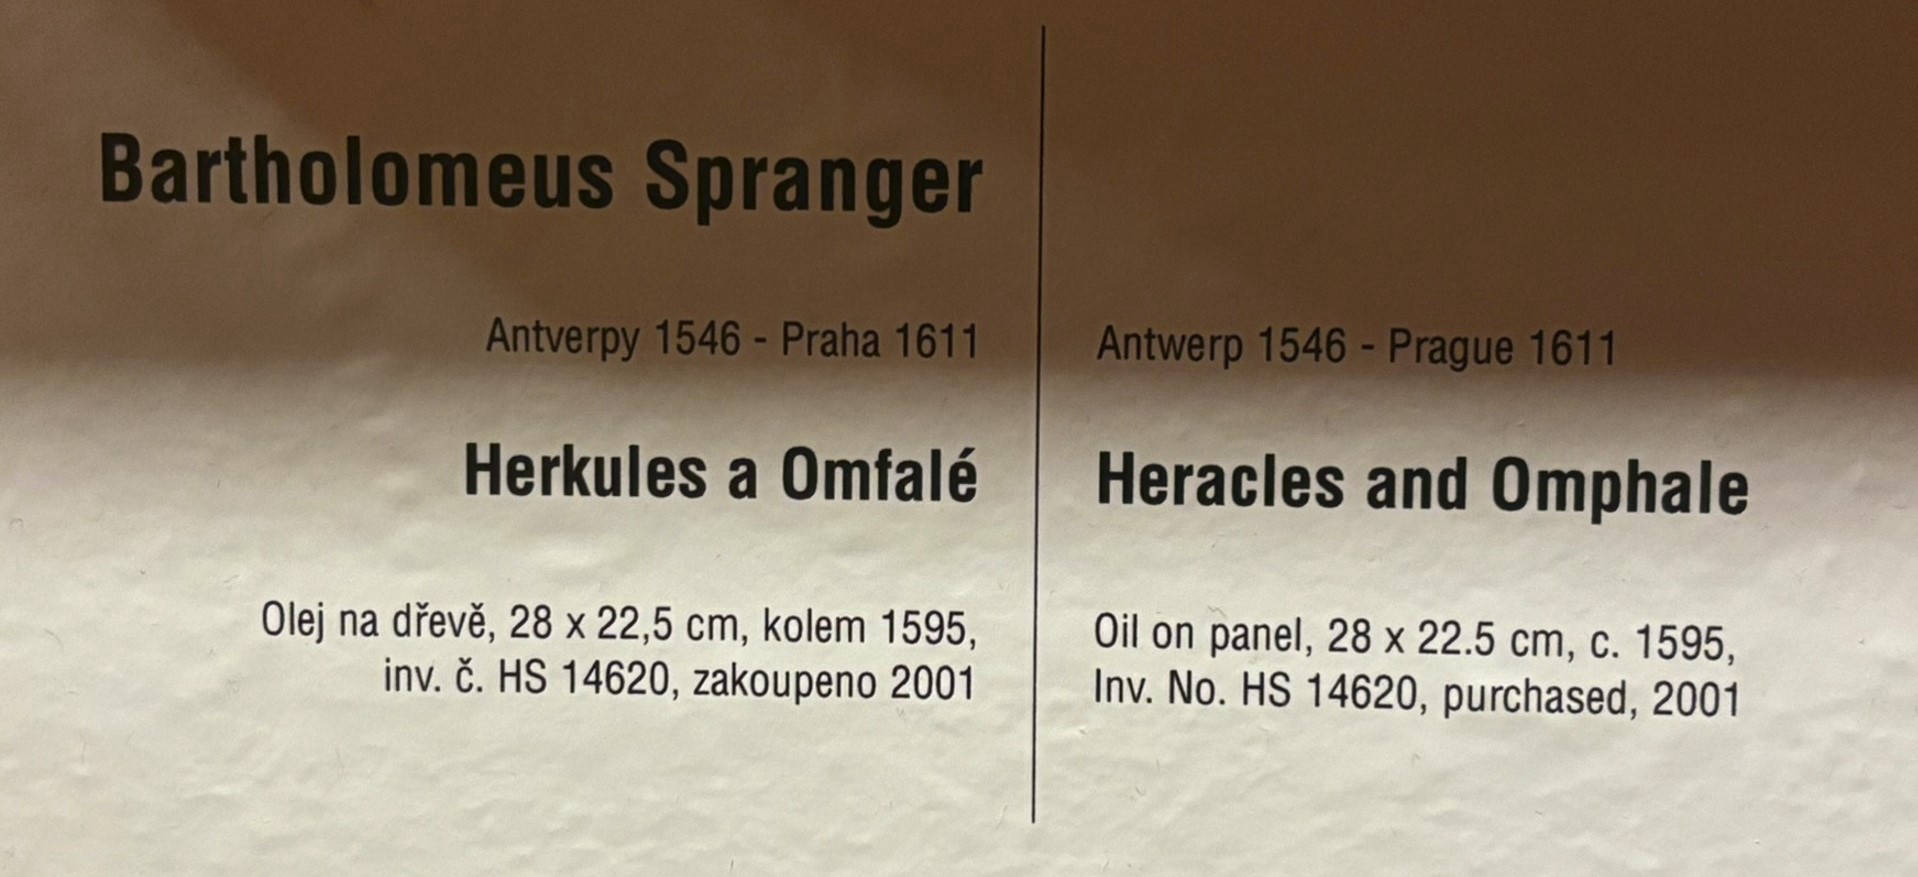 Bartholomeus Spranger
Antverpy 1546 - Praha 1611
Herkules a Omfalé
Olej na dřevě, 28 x 22,5 cm, kolem 1595,
inv. č. HS 14620, zakoupeno 2001
Antwerp 1546 - Prague 1611
Heracles and Omphale
Oil on panel, 28 x 22.5 cm, c. 1595,
Inv. No. HS 14620, purchased, 2001